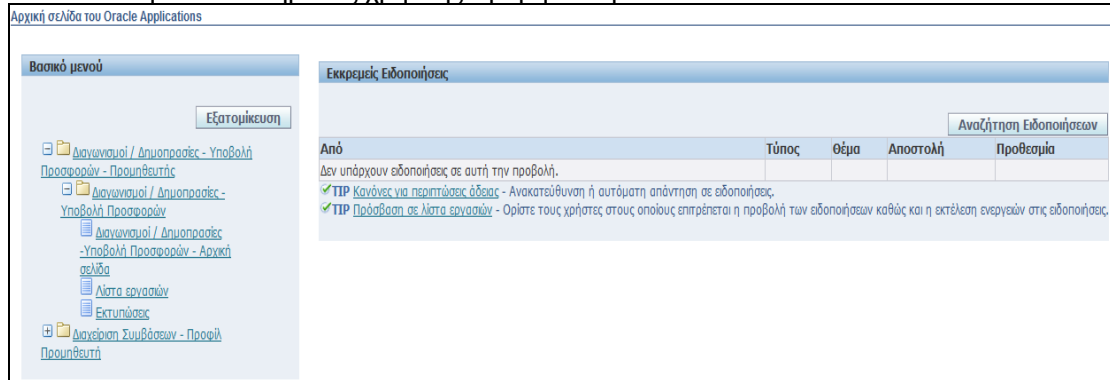 Αρχική σελίδα του Oracle Applications
Βασικό μενού
Εξατομίκευση
Διαγωνισμοί / Δημοπρασίες - Υποβολή
Προσφορών - Προμηθευτής
Διαγωνισμοί / Δημοπρασίες -
Υποβολή Προσφορών
Διαγωνισμοί / Δημοπρασίες
-Υποβολή Προσφορών - Αρχική
σελίδα
Λίστα εργασιών
Εκτυπώσεις
Διαχείριση Συμβάσεων - Προφίλ
Προμηθευτή
Εκκρεμείς Ειδοποιήσεις
Αναζήτηση Ειδοποιήσεων
Από Τύπος Θέμα Αποστολή Προθεσμία
Δεν υπάρχουν ειδοποιήσεις σε αυτή την προβολή.
TIP Κανόνες για περιπτώσεις άδειας - Ανακατεύθυνση ή αυτόματη απάντηση σε ειδοποιήσεις.
TIP Πρόσβαση σε λίστα εργασιών - Ορίστε τους χρήστες στους οποίους επιτρέπεται η προβολή των ειδοποιήσεων καθώς και η εκτέλεση ενεργειών στις ειδοποιήσεις.